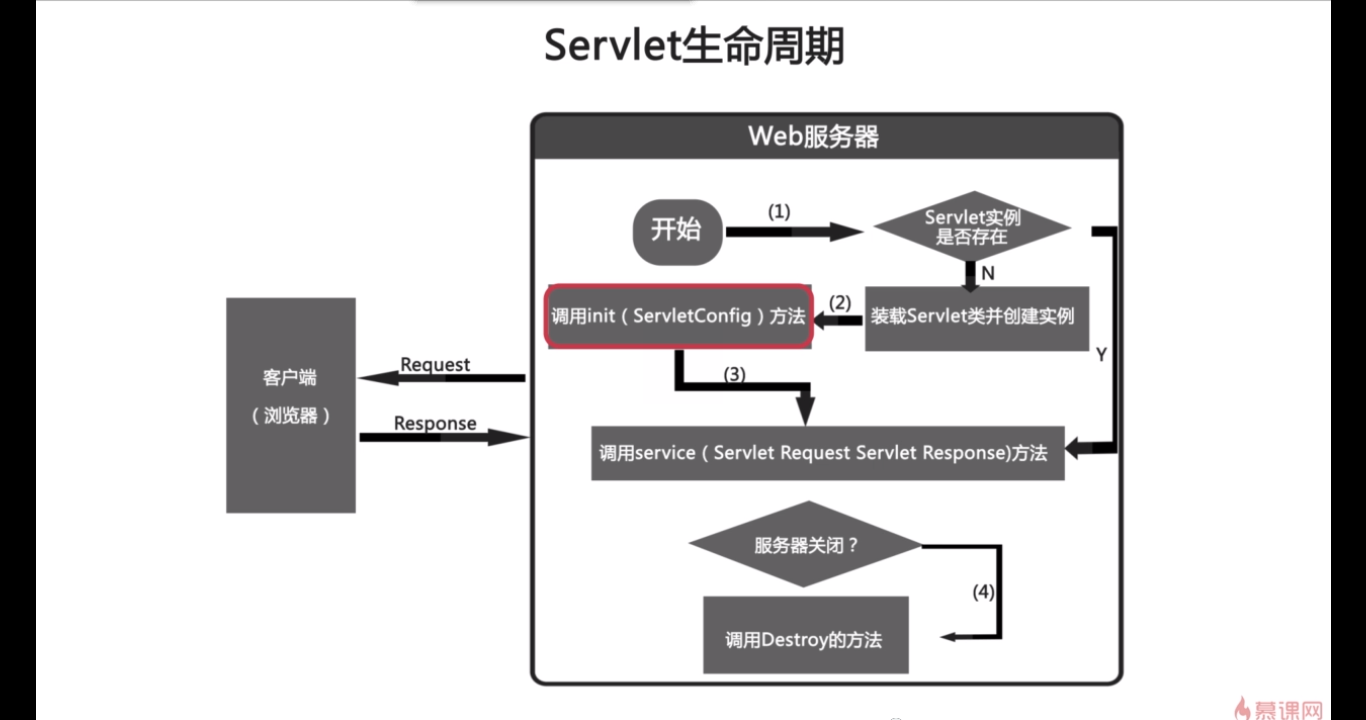 Servlet生命周期
Web服务器
开始
(1)
Servlet实例
是否存在
N
Y
装载Servlet类并创建实例
(2)
调用init（ServletConfig）方法
(3)
调用service（Servlet Request Servlet Response)方法
服务器关闭？
(4)
调用Destroy的方法
客户端
（浏览器）
Request
Response
慕课网